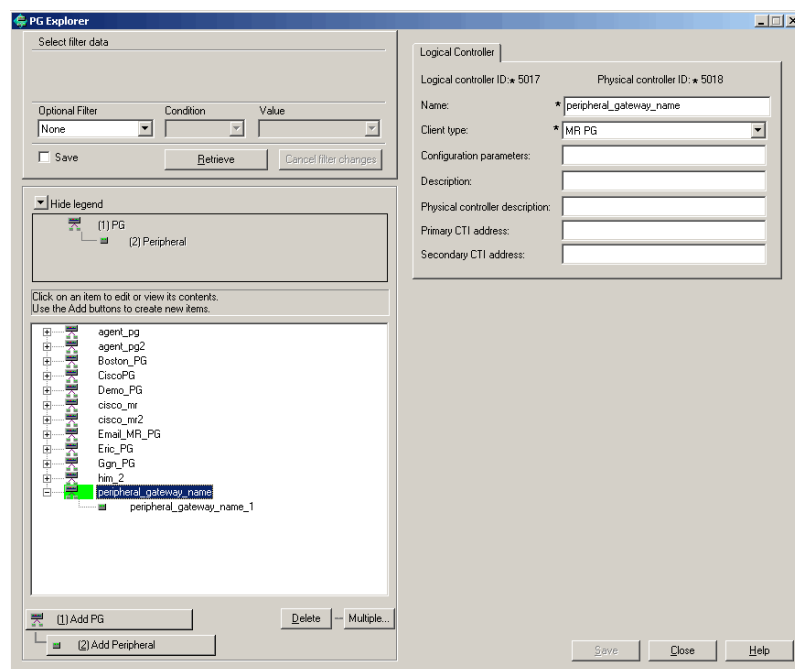 PG Explorer
Select filter data
Optional Filter Condition Value
None
Save Retrieve Cancel filter changes
Hide legend
(1) PG
(2) Peripheral
Click on an item to edit or view its contents.
Use the Add buttons to create new items.
agent_pg
agent_pg2
Boston_PG
CiscoPG
Demo_PG
cisco_mr
cisco_mr2
Email_MR_PG
Eric_PG
Ggn_PG
him_2
peripheral_gateway_name
peripheral_gateway_name_1
(1) Add PG Delete Multiple...
(2) Add Peripheral
Logical Controller
Logical controller ID:* 5017 Physical controller ID: * 5018
Name: * peripheral_gateway_name
Client type: * MR PG
Configuration parameters:
Description:
Physical controller description:
Primary CTI address:
Secondary CTI address:
Save Close Help